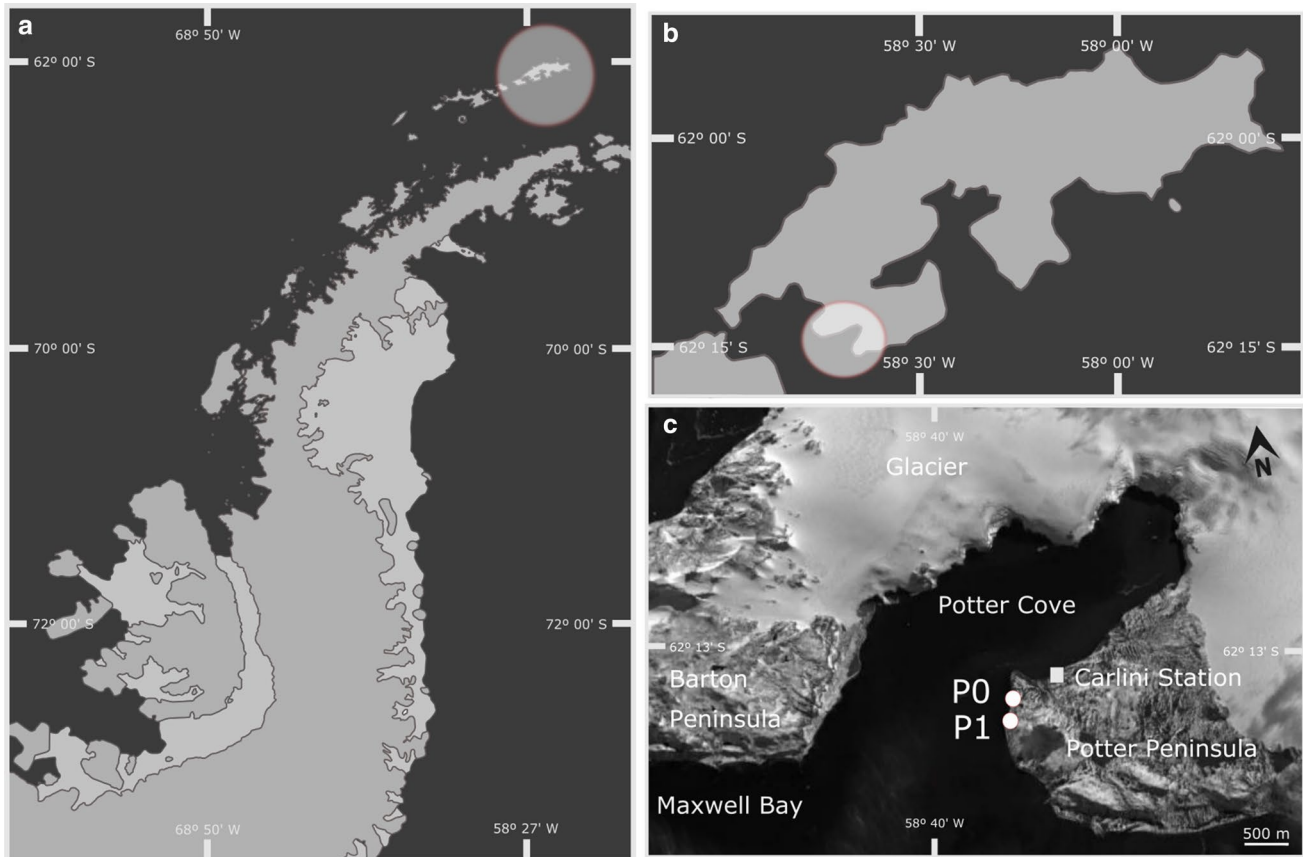 a
68º 50' W
62º 00' S
70º 00' S
70º 00' S
72º 00' S
72º 00' S
68º 50' W
58º 27' W
b
58º 30' W
58º 00' W
62º 00' S
62º 00' S
62º 15' S
62º 15' S
58º 30' W
58º 00' W
c
58º 40' W
Glacier
N
Potter Cove
62º 13' S
62º 13' S
Barton
Peninsula
Carlini Station
P0
P1
Potter Peninsula
Maxwell Bay
58º 40' W
500 m